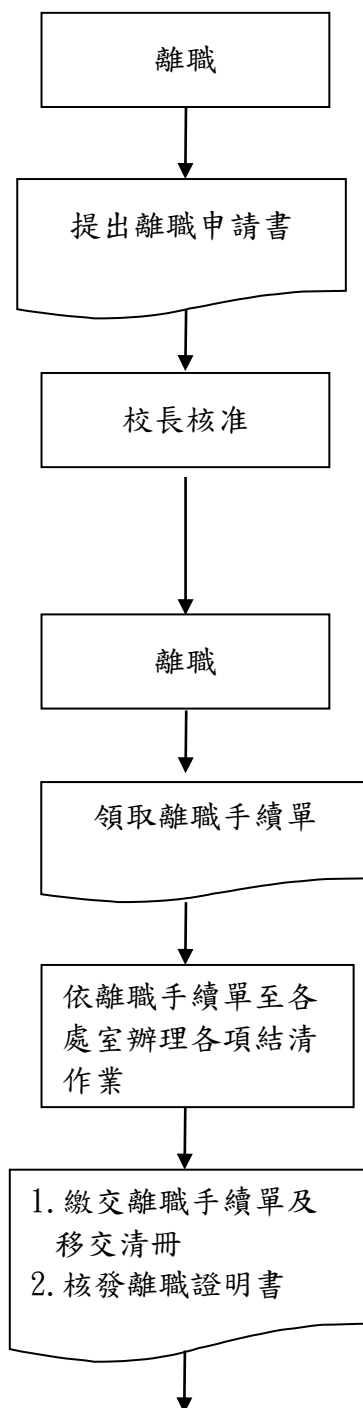 離職
提出離職申請書
校長核准
離職
領取離職手續單
依離職手續單至各
處室辦理各項結清
作業
1.繳交離職手續單及
移交清冊
2.核發離職證明書